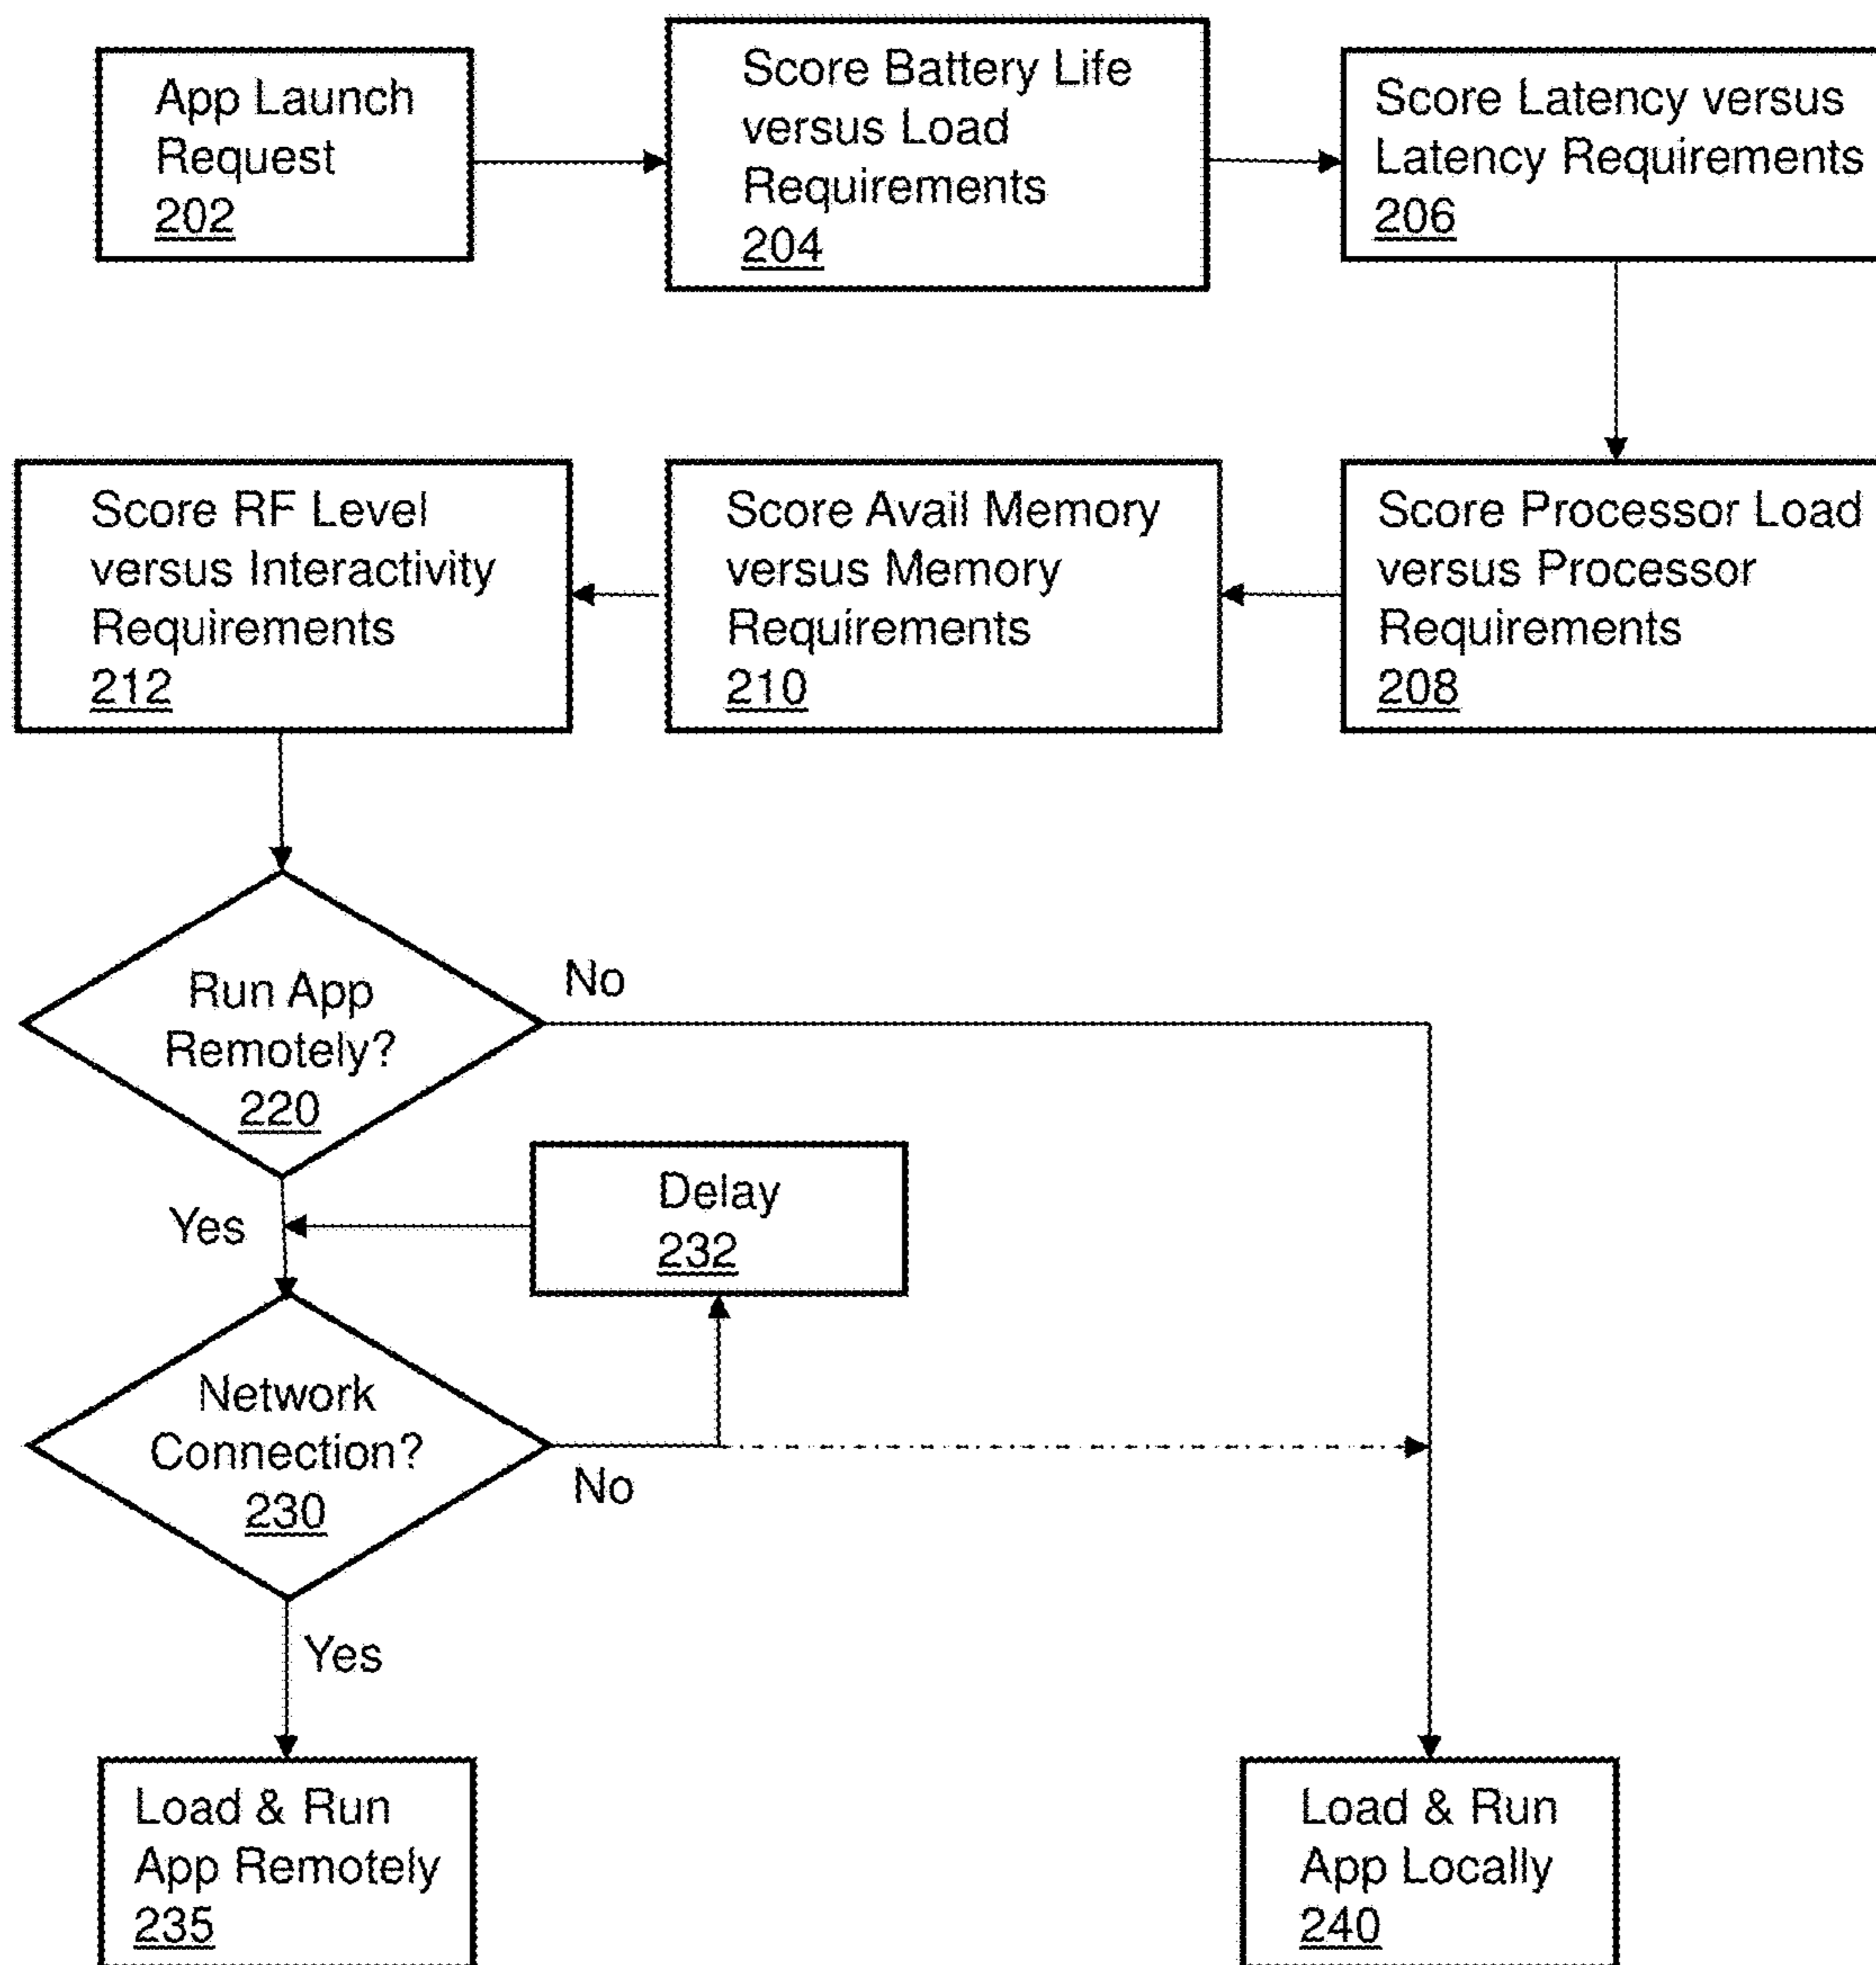 App Launch
Request
202
Score Battery Life
versus Load
Requirements
204
Score Latency versus
Latency Requirements
206
Score RF Level
versus Interactivity
Requirements
212
Score Avail Memory
versus Memory
Requirements
210
Score Processor Load
versus Processor
Requirements
208
Run App
Remotely?
220
No
Yes
Delay
232
Network
Connection?
230
No
Yes
Load & Run
App Remotely
235
Load & Run
App Locally
240